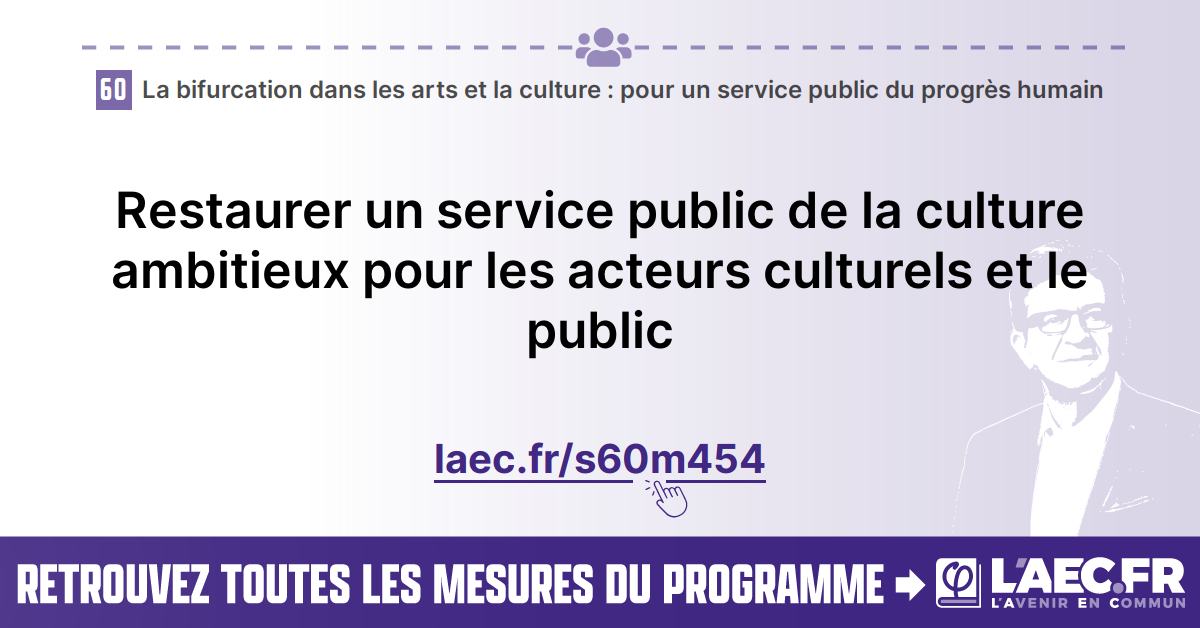 60 La bifurcation dans les arts et la culture : pour un service public du progrès humain
Restaurer un service public de la culture
ambitieux pour les acteurs culturels et le
public
laec.fr/s60m454
RETROUVEZ TOUTES LES MESURES DU PROGRAMME
L'AEC.FR
L'AVENIR EN COMMUN